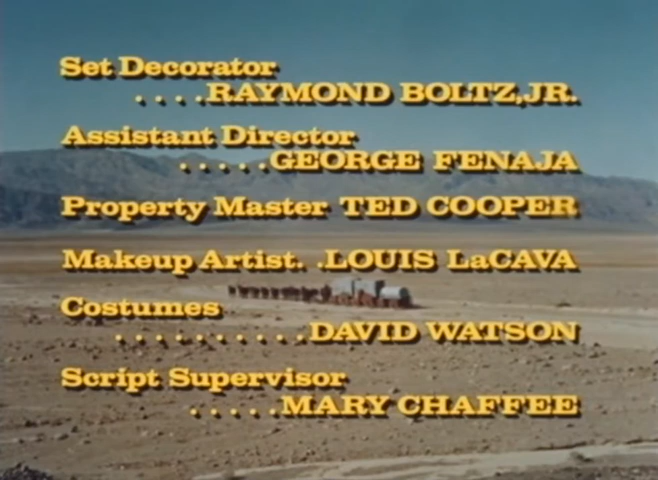 Set Decorator
. . . .RAYMOND BOLTZ,JR.
Assistant Director
. . . . .GEORGE FENAJA
Property Master TED COOPER
Makeup Artist. .LOUIS LaCAVA
Costumes
. . . . . . . . . .DAVID WATSON
Script Supervisor
. . . . .MARY CHAFFEE